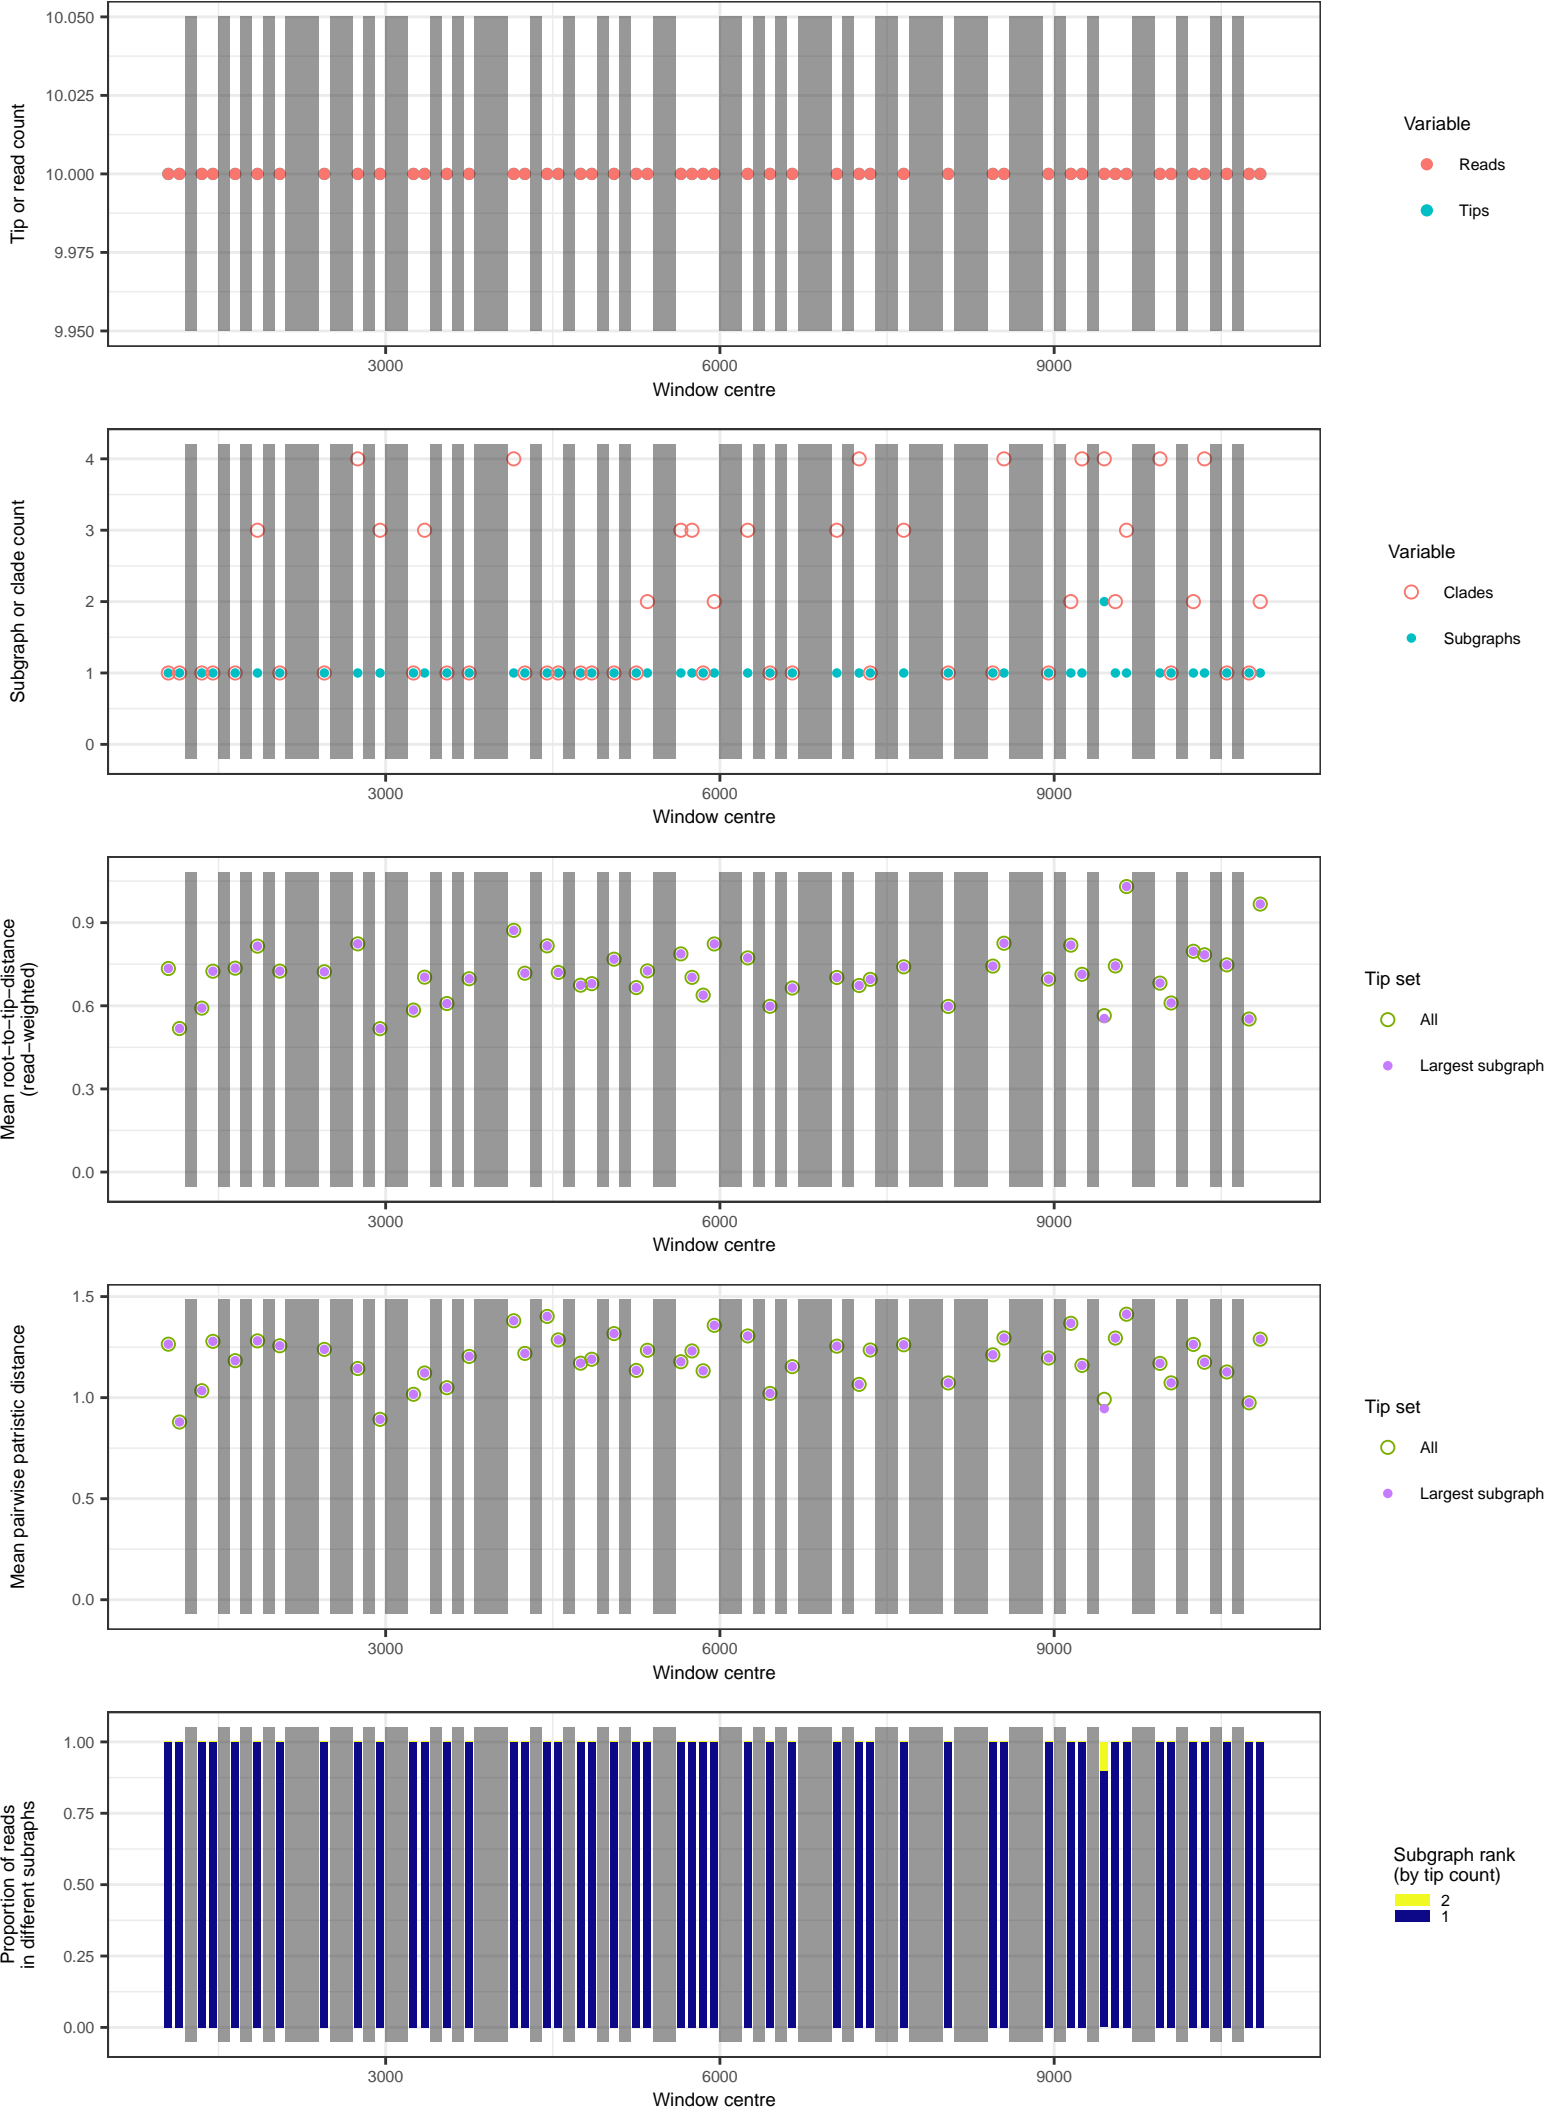 10.050
10.025
10.000
9.975
9.950
Tip or read count
3000
6000
9000
Window centre
Variable
Reads
Tips
4
3
2
1
0
Subgraph or clade count
3000
6000
9000
Window centre
Variable
Clades
Subgraphs
0.9
0.6
0.3
0.0
Mean root−to−tip−distance
(read−weighted)
3000
6000
9000
Window centre
Tip set
All
Largest subgraph
1.5
1.0
0.5
0.0
Mean pairwise patristic distance
3000
6000
9000
Window centre
Tip set
All
Largest subgraph
1.00
0.75
0.50
0.25
0.00
Proportion of reads
in different subraphs
3000
6000
9000
Window centre
Subgraph rank
(by tip count)
2
1